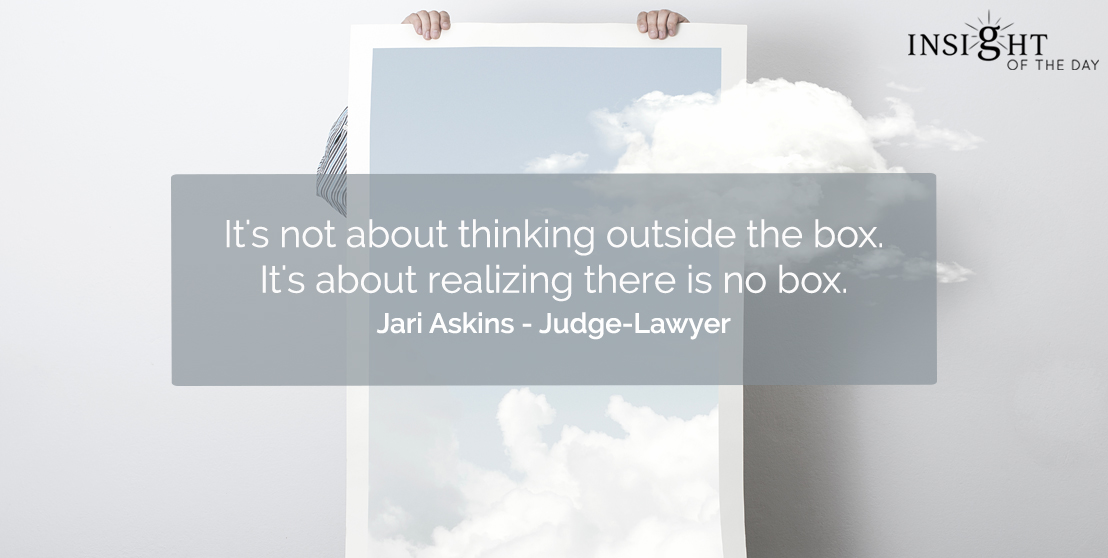 INSIGHT
OF THE DAY
It's not about thinking outside the box.
It's about realizing there is no box.
Jari Askins - Judge-Lawyer